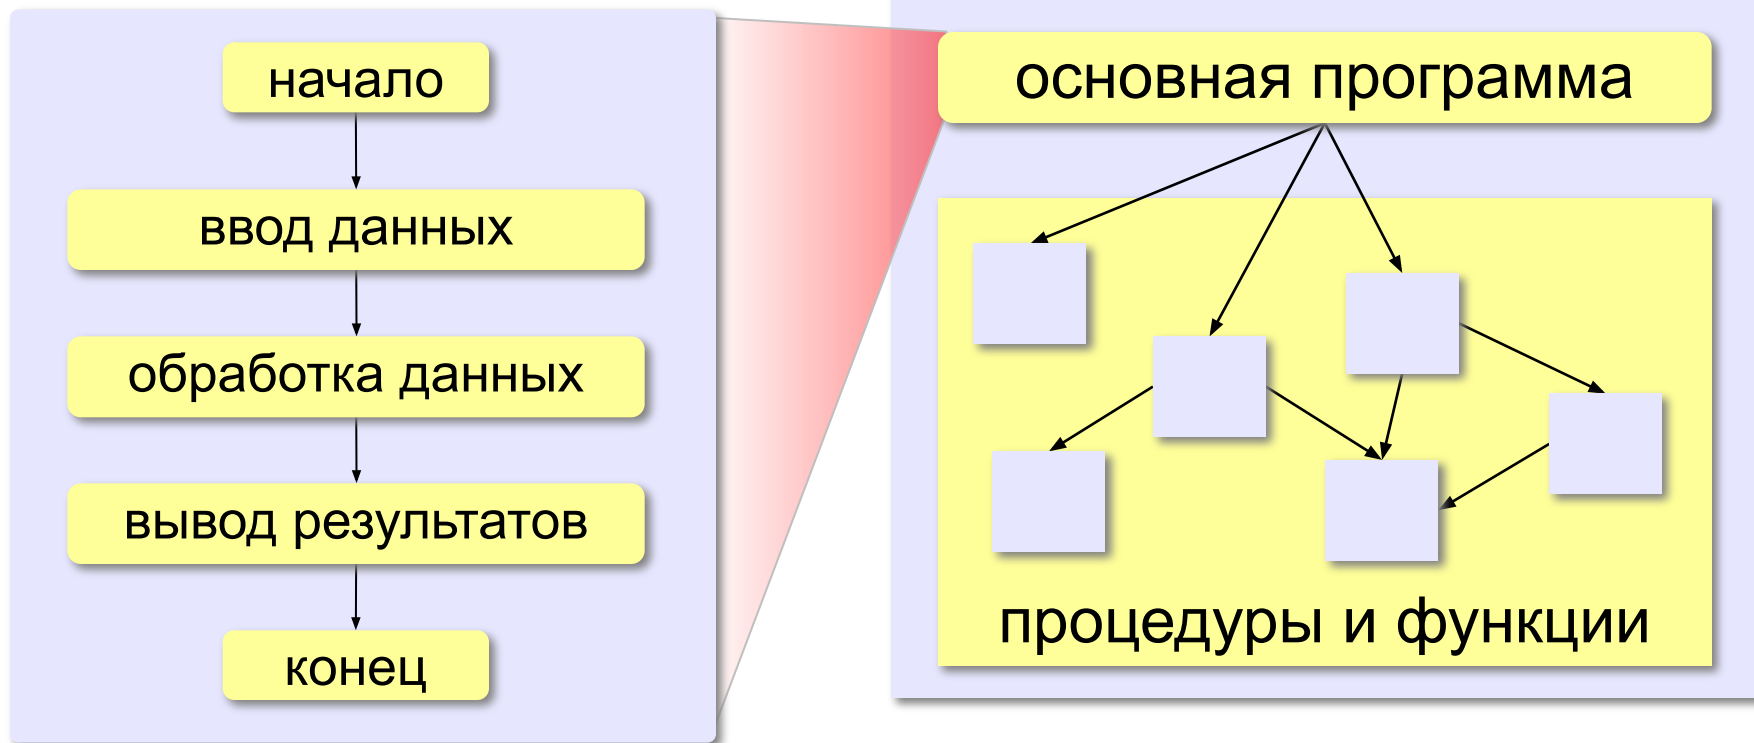 начало
ввод данных
обработка данных
вывод результатов
конец
основная программа
процедуры и функции